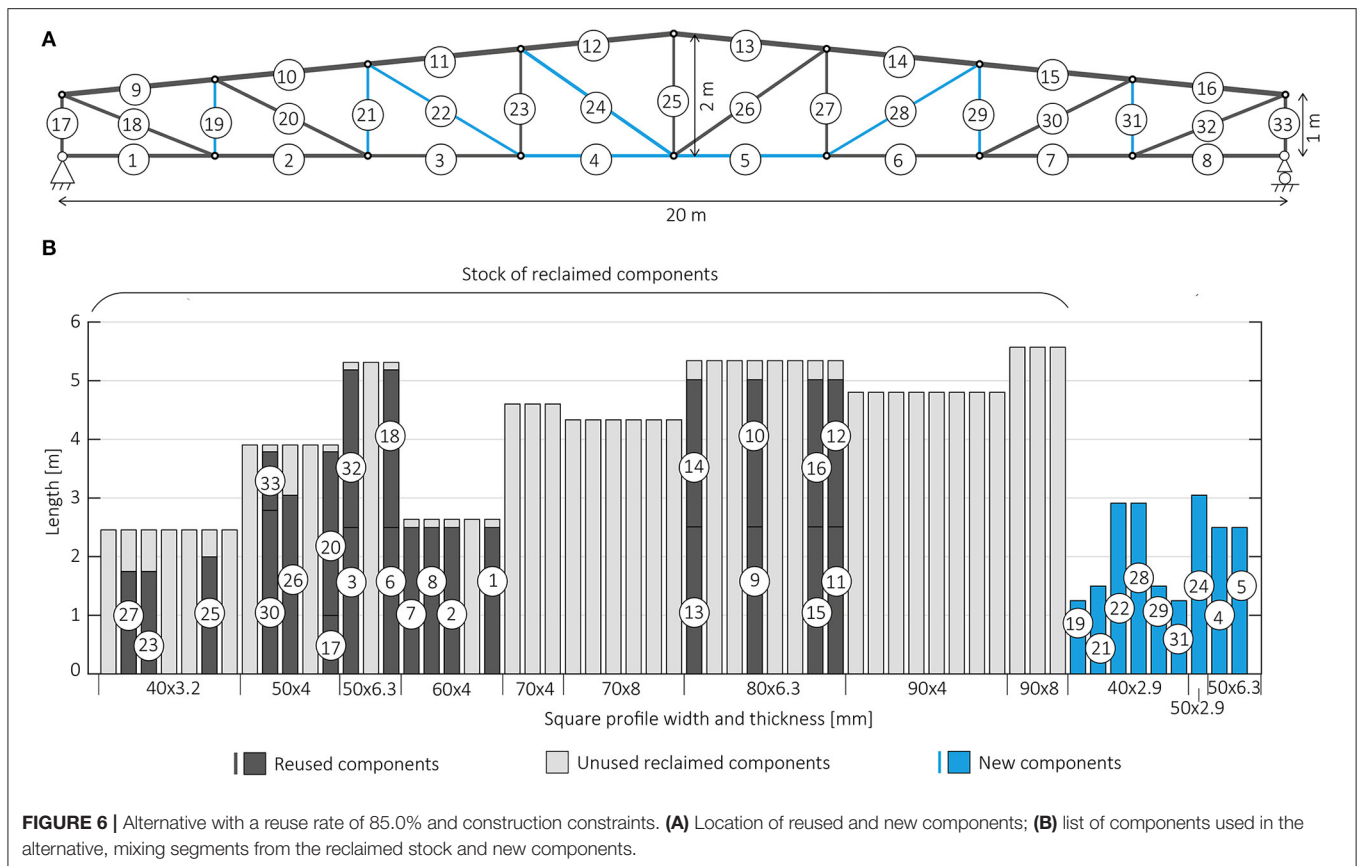 A
9 10 11 12 13 14 15 16
17 18 19 20 21 22 23 24 25 2 m 26 27 28 29 30 31 32 33 1 m
1 2 3 4 5 6 7 8
20 m
B
Stock of reclaimed components
Length [m]
6
5
4
3
2
1
0
27 23 25 33 30 26 20 17 32 3 18 6 7 8 2 1 14 13 10 9 16 15 12 11 19 21 22 28 29 31 24 4 5
40x3.2 50x4 50x6.3 60x4 70x4 70x8 80x6.3 90x4 90x8 40x2.9 50x6.3
50x2.9
Square profile width and thickness [mm]
Reused components Unused reclaimed components New components
FIGURE 6 | Alternative with a reuse rate of 85.0% and construction constraints. (A) Location of reused and new components; (B) list of components used in the
alternative, mixing segments from the reclaimed stock and new components.